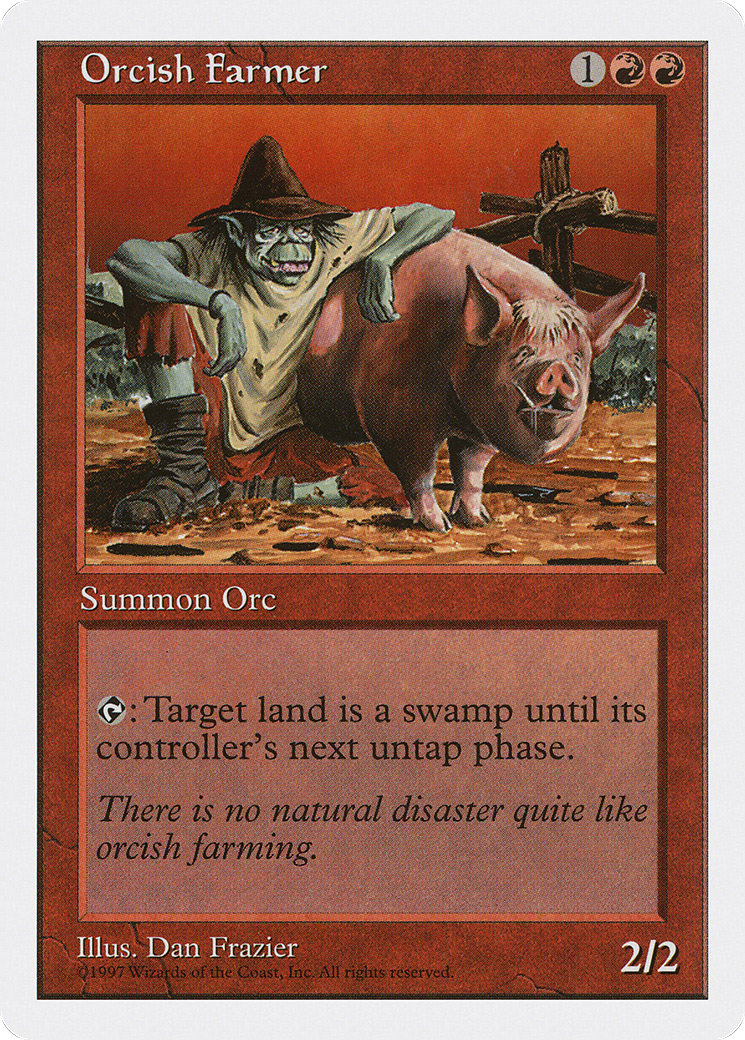 Orcish Farmer 1
Summon Orc
: Target land is a swamp until its
controller's next untap phase.
There is no natural disaster quite like
orcish farming.
Illus. Dan Frazier
©1997 Wizards of the Coast, Inc. All rights reserved.
2/2